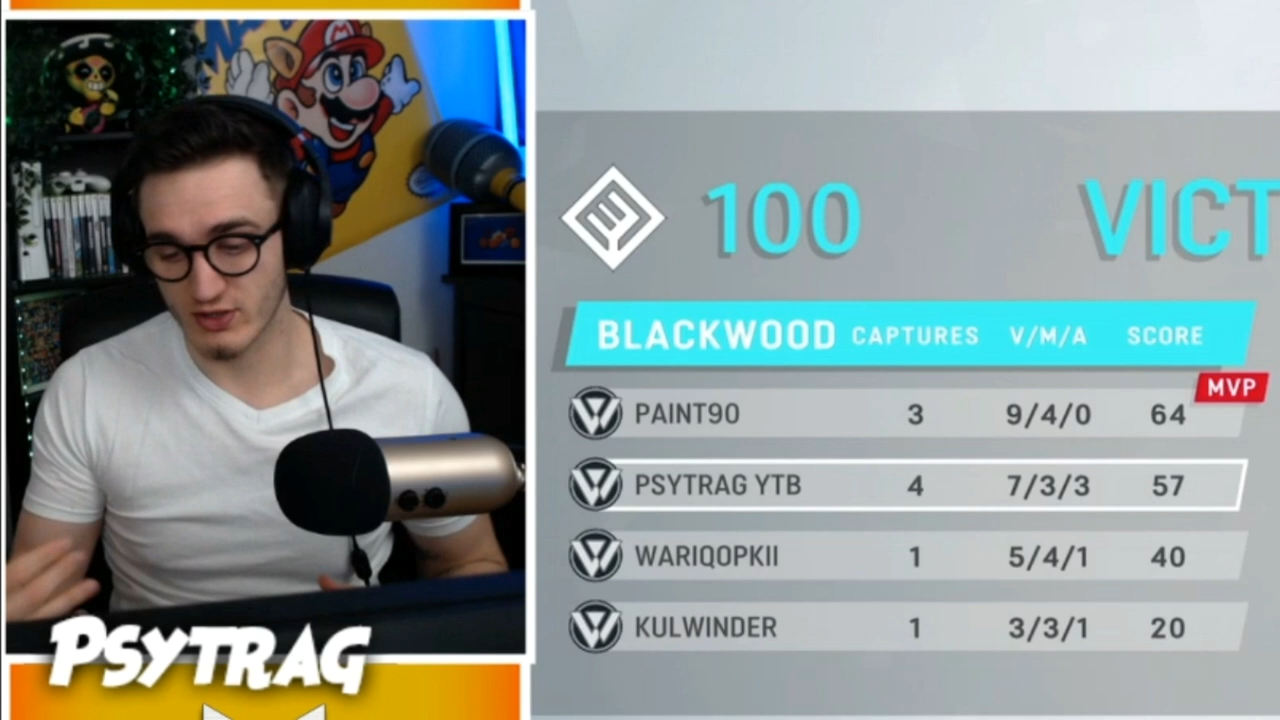 PSYTRAG
100 VICT
BLACKWOOD CAPTURES V/M/A SCORE
MVP
PAINT90 3 9/4/0 64
PSYTRAG YTB 4 7/3/3 57
WARIQOPKII 1 5/4/1 40
KULWINDER 1 3/3/1 20